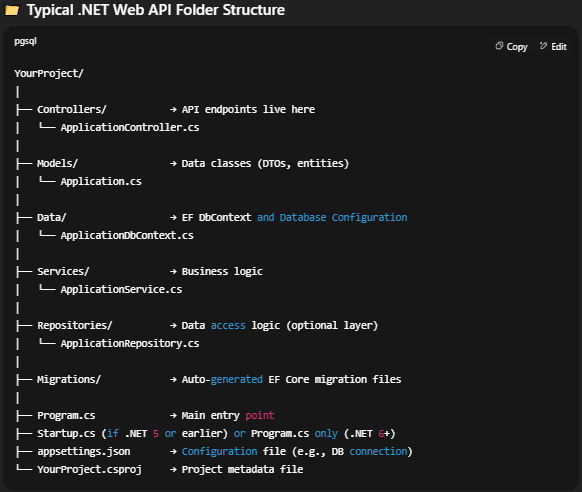 Typical .NET Web API Folder Structure
pgsql
Copy Edit
YourProject/
│
├── Controllers/ → API endpoints live here
│ └── ApplicationController.cs
│
├── Models/ → Data classes (DTOs, entities)
│ └── Application.cs
│
├── Data/ → EF DbContext and Database Configuration
│ └── ApplicationDbContext.cs
│
├── Services/ → Business logic
│ └── ApplicationService.cs
│
├── Repositories/ → Data access logic (optional layer)
│ └── ApplicationRepository.cs
│
├── Migrations/ → Auto-generated EF Core migration files
│
├── Program.cs → Main entry point
├── Startup.cs (if .NET 5 or earlier) or Program.cs only (.NET 6+)
├── appsettings.json → Configuration file (e.g., DB connection)
└── YourProject.csproj → Project metadata file